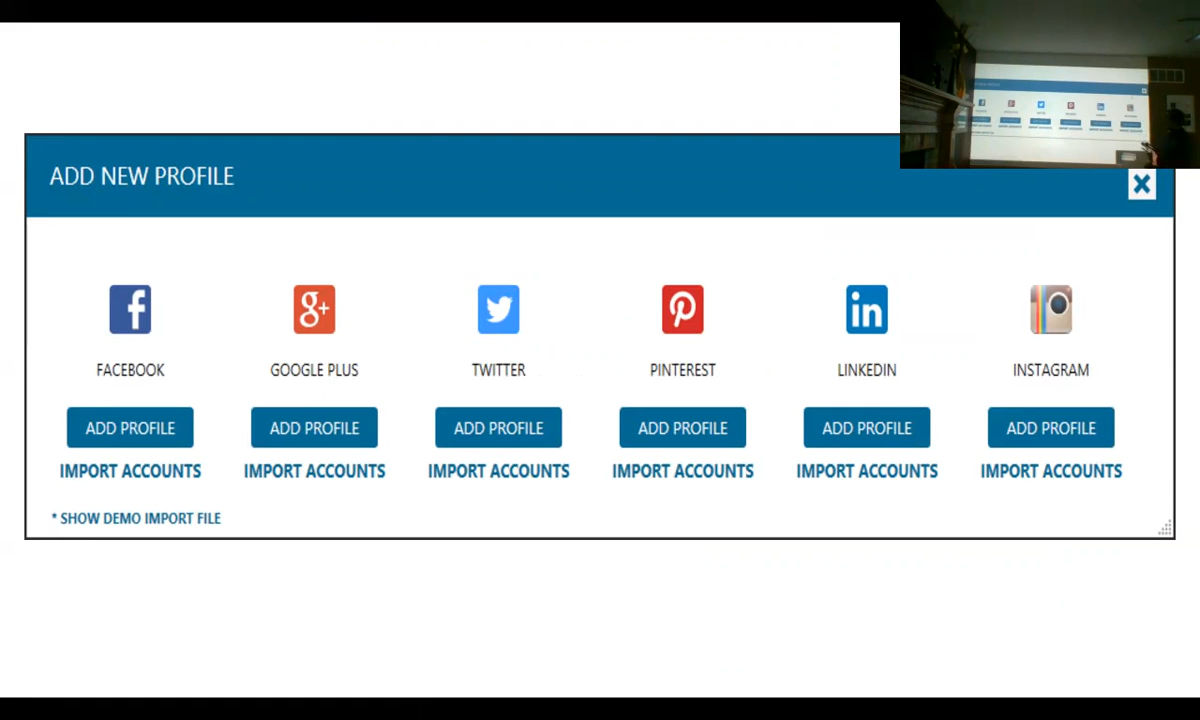 ADD NEW PROFILE
FACEBOOK GOOGLE PLUS TWITTER PINTEREST LINKEDIN INSTAGRAM
ADD PROFILE ADD PROFILE ADD PROFILE ADD PROFILE ADD PROFILE ADD PROFILE
IMPORT ACCOUNTS IMPORT ACCOUNTS IMPORT ACCOUNTS IMPORT ACCOUNTS IMPORT ACCOUNTS IMPORT ACCOUNTS
* SHOW DEMO IMPORT FILE